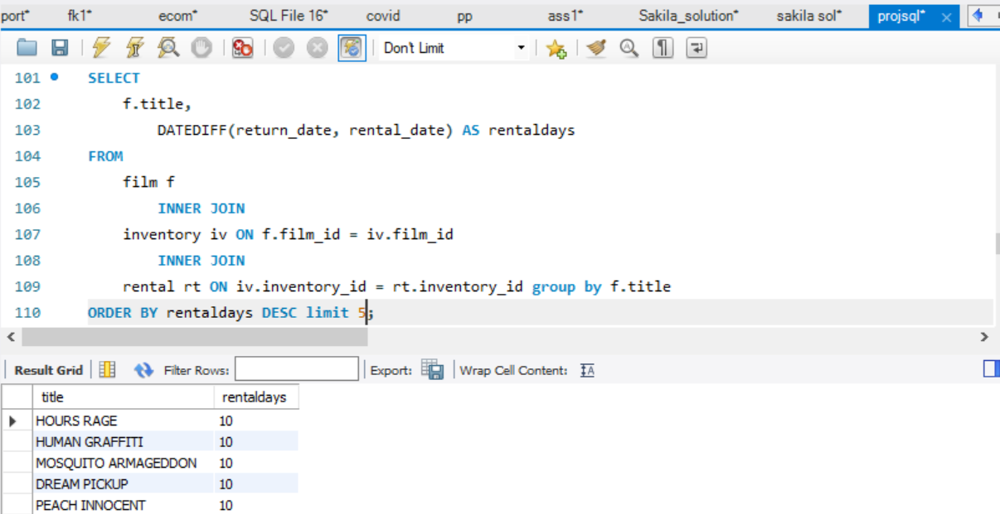 port* fk1* ecom* SQL File 16* covid pp ass1* Sakila_solution* sakila sol* projsql* ×
Don't Limit
101 SELECT
102 f.title,
103 DATEDIFF(return_date, rental_date) AS rentaldays
104 FROM
105 film f
106 INNER JOIN
107 inventory iv ON f.film_id = iv.film_id
108 INNER JOIN
109 rental rt ON iv.inventory_id = rt.inventory_id group by f.title
110 ORDER BY rentaldays DESC limit 5;
Result Grid Filter Rows: Export: Wrap Cell Content:
title rentaldays
HOURS RAGE 10
HUMAN GRAFFITI 10
MOSQUITO ARMAGEDDON 10
DREAM PICKUP 10
PEACH INNOCENT 10